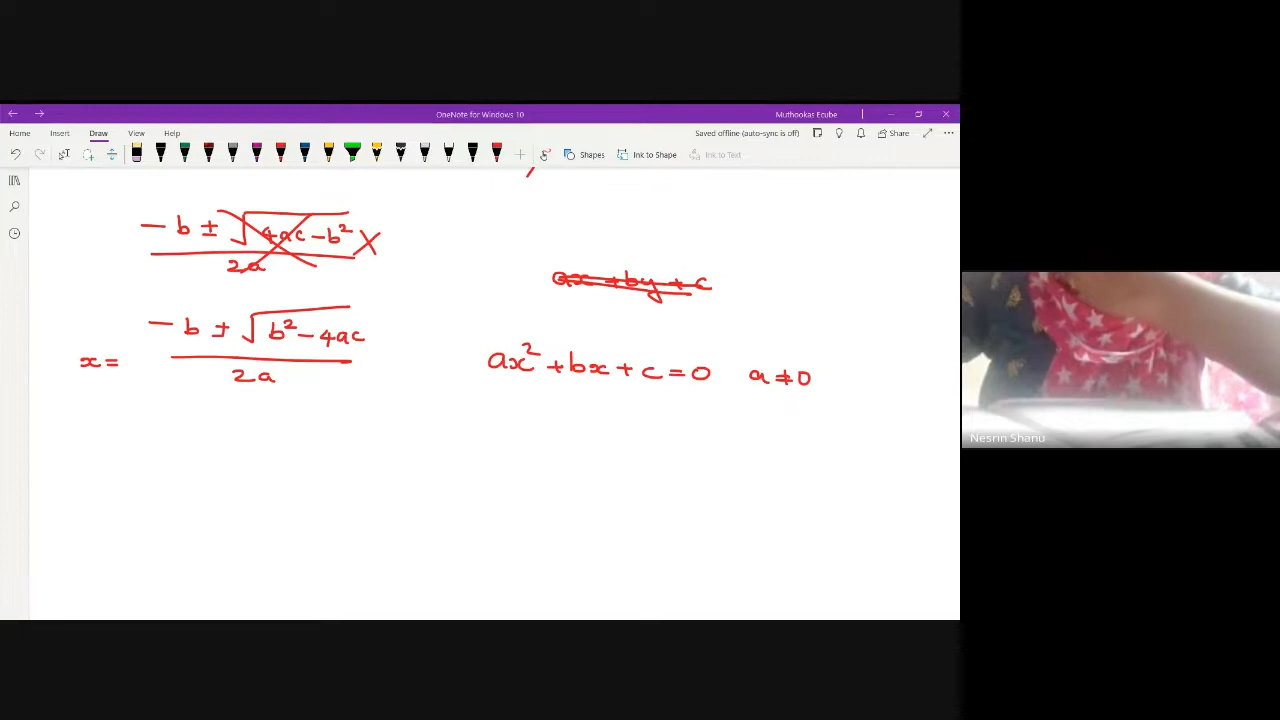 OneNote for Windows 10
Muthookas Ecube
Home Insert Draw View Help
Saved offline (auto-sync is off) Share
Shapes Ink to Shape Ink to Text
− b ± √4ac − b² X
2a
ax + by + c
− b ± √b² − 4ac
x =
2a
ax² + bx + c = 0 a ≠ 0
Nesrin Shanu